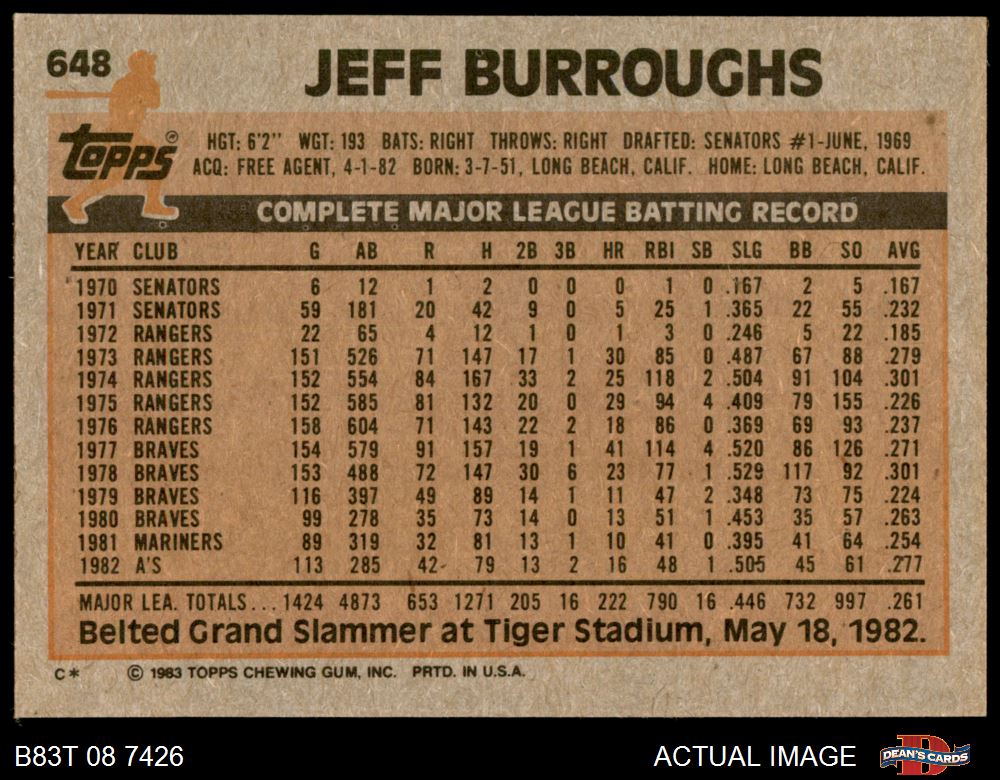 648
JEFF BURROUGHS
TOPPS ®
HGT: 6'2" WGT: 193 BATS: RIGHT THROWS: RIGHT DRAFTED: SENATORS #1-JUNE, 1969
ACQ: FREE AGENT, 4-1-82 BORN: 3-7-51, LONG BEACH, CALIF. HOME: LONG BEACH, CALIF.
COMPLETE MAJOR LEAGUE BATTING RECORD
YEAR CLUB G AB R H 2B 3B HR RBI SB SLG BB SO AVG
1970 SENATORS 6 12 1 2 0 0 0 1 0 .167 2 5 .167
1971 SENATORS 59 181 20 42 9 0 5 25 1 .365 22 55 .232
1972 RANGERS 22 65 4 12 1 0 1 3 0 .246 5 22 .185
1973 RANGERS 151 526 71 147 17 1 30 85 0 .487 67 88 .279
1974 RANGERS 152 554 84 167 33 2 25 118 2 .504 91 104 .301
1975 RANGERS 152 585 81 132 20 0 29 94 4 .409 79 155 .226
1976 RANGERS 158 604 71 143 22 2 18 86 0 .369 69 93 .237
1977 BRAVES 154 579 91 157 19 1 41 114 4 .520 86 126 .271
1978 BRAVES 153 488 72 147 30 6 23 77 1 .529 117 92 .301
1979 BRAVES 116 397 49 89 14 1 11 47 2 .348 73 75 .224
1980 BRAVES 99 278 35 73 14 0 13 51 1 .453 35 57 .263
1981 MARINERS 89 319 32 81 13 1 10 41 0 .395 41 64 .254
1982 A'S 113 285 42 79 13 2 16 48 1 .505 45 61 .277
MAJOR LEA. TOTALS... 1424 4873 653 1271 205 16 222 790 16 .446 732 997 .261
Belted Grand Slammer at Tiger Stadium, May 18, 1982.
C* © 1983 TOPPS CHEWING GUM, INC. PRTD. IN U.S.A.
B83T 08 7426 ACTUAL IMAGE DEAN'S CARDS